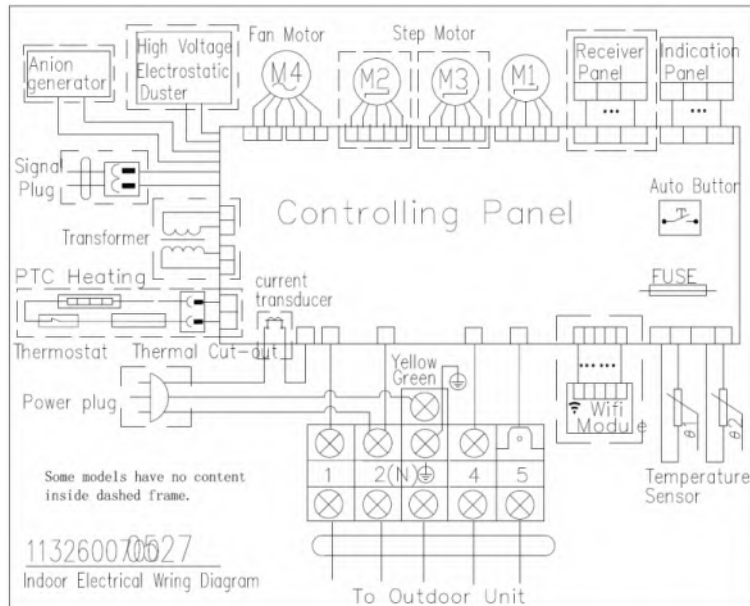 Anion
generator
High Voltage
Electrostatic
Duster
Fan Motor
Step Motor
M4
M2
M3
M1
Receiver
Panel
Indication
Panel
Signal
Plug
Controlling Panel
Auto Buttor
Transformer
FUSE
PTC Heating
current
transducer
Thermostat
Thermal Cut-out
Power plug
Yellow
Green
Wifi
Module
θ1
θ2
Temperature
Sensor
1
2(N)
4
5
Some models have no content
inside dashed frame.
Indoor Electrical Wring Diagram
To Outdoor Unit